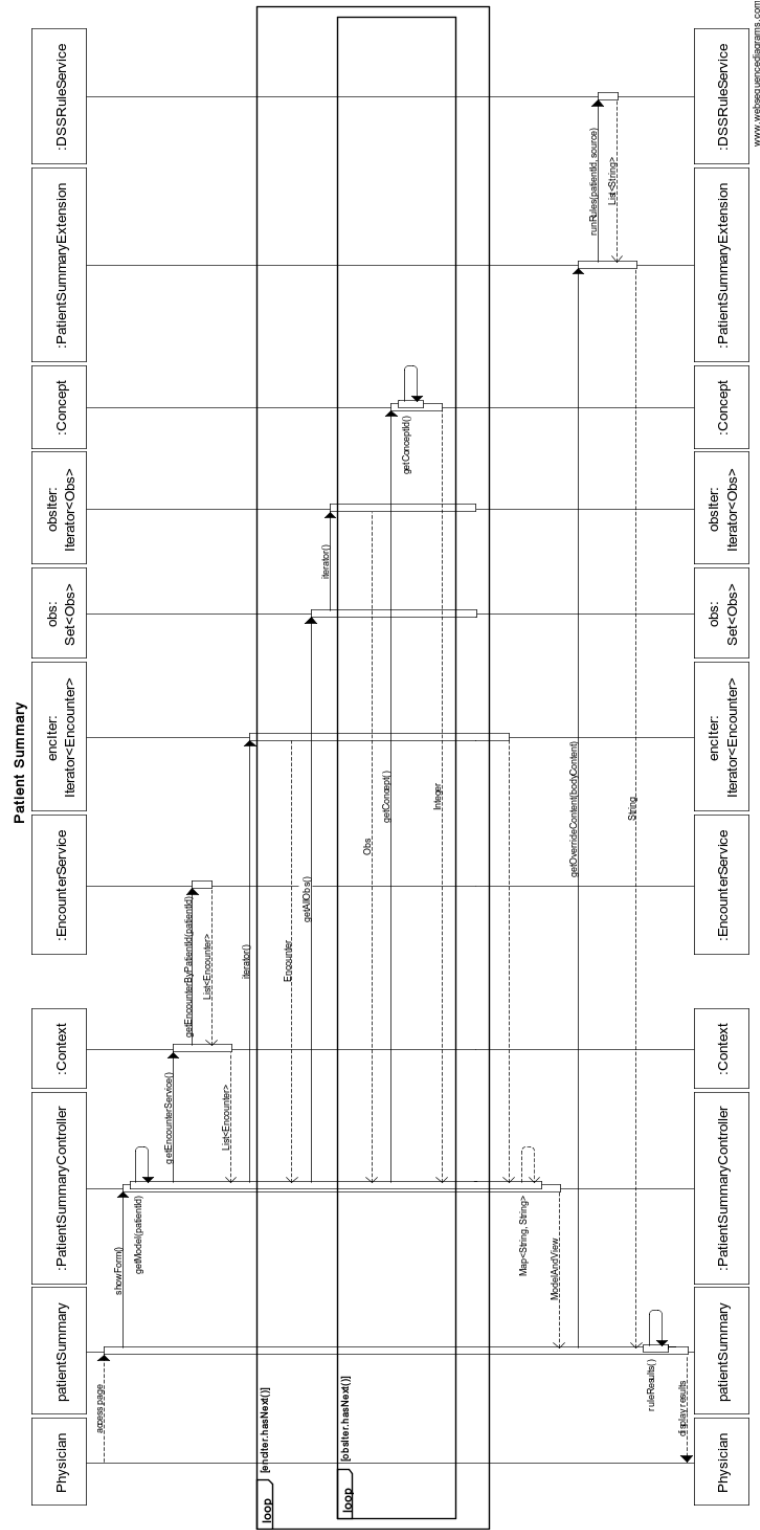 Patient Summary
Physician
patientSummary
:PatientSummaryController
:Context
:EncounterService
encIter:
Iterator<Encounter>
obs:
Set<Obs>
obsIter:
Iterator<Obs>
:Concept
:PatientSummaryExtension
:DSSRuleService
access page
showForm()
getModel(patientId)
getEncounterService()
getEncounterByPatientId(patientId)
List<Encounter>
List<Encounter>
iterator()
loop
[encIter.hasNext()]
Encounter
getAllObs()
iterator()
loop
[obsIter.hasNext()]
Obs
getConcept()
getConceptId()
Integer
Map<String, String>
ModelAndView
getOverrideContent(bodyContent)
runRules(patientId, source)
List<String>
String
ruleResults()
display results
Physician
patientSummary
:PatientSummaryController
:Context
:EncounterService
encIter:
Iterator<Encounter>
obs:
Set<Obs>
obsIter:
Iterator<Obs>
:Concept
:PatientSummaryExtension
:DSSRuleService
www.websequencediagrams.com